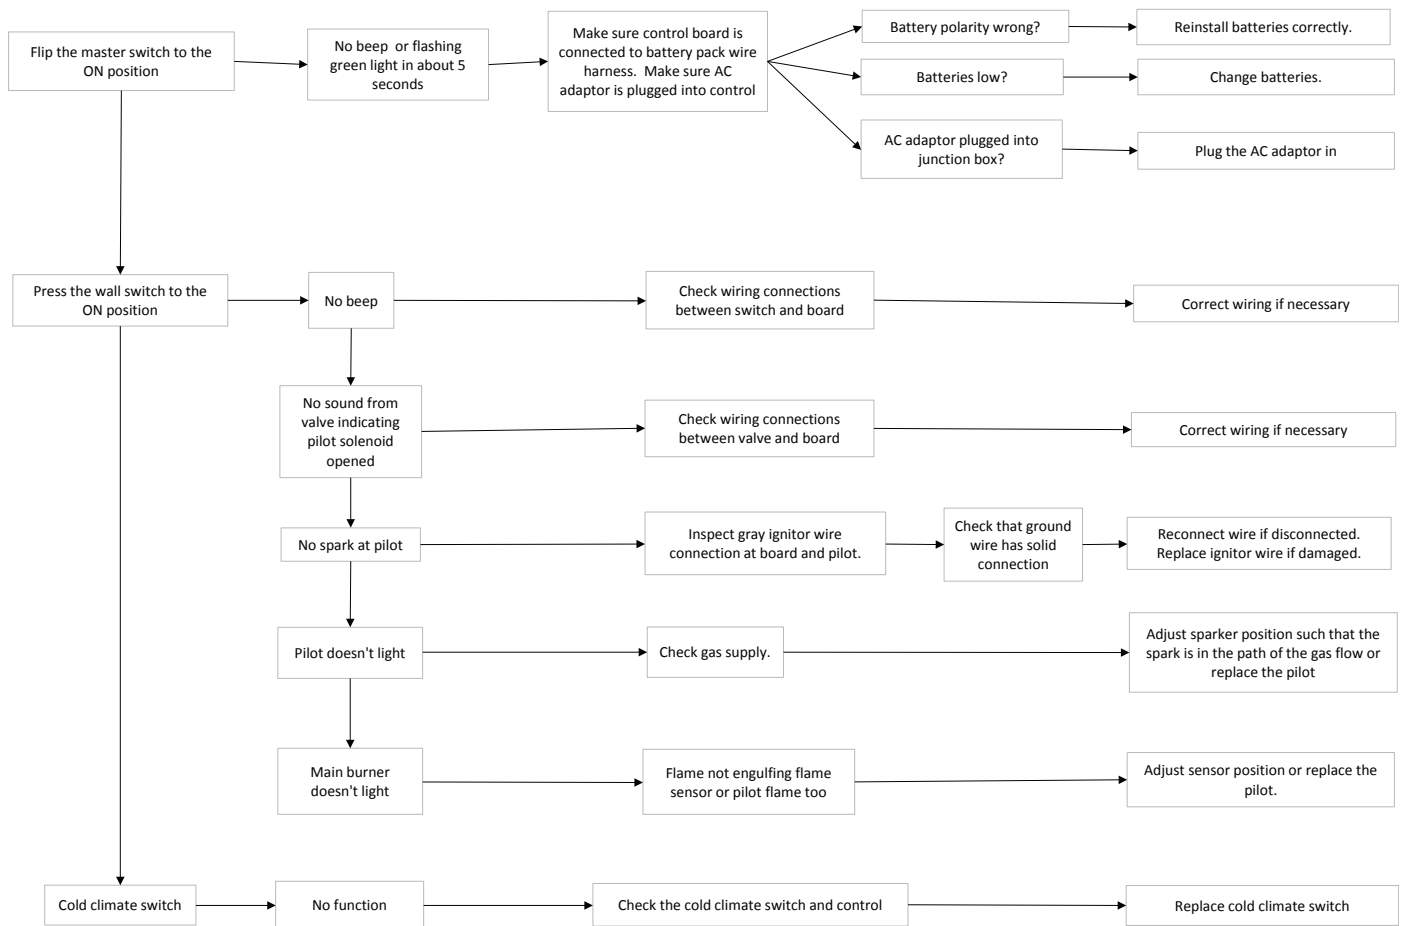 Flip the master switch to the
ON position
No beep or flashing
green light in about 5
seconds
Make sure control board is
connected to battery pack wire
harness. Make sure AC
adaptor is plugged into control
Battery polarity wrong?
Reinstall batteries correctly.
Batteries low?
Change batteries.
AC adaptor plugged into
junction box?
Plug the AC adaptor in
Press the wall switch to the
ON position
No beep
Check wiring connections
between switch and board
Correct wiring if necessary
No sound from
valve indicating
pilot solenoid
opened
Check wiring connections
between valve and board
Correct wiring if necessary
No spark at pilot
Inspect gray ignitor wire
connection at board and pilot.
Check that ground
wire has solid
connection
Reconnect wire if disconnected.
Replace ignitor wire if damaged.
Pilot doesn't light
Check gas supply.
Adjust sparker position such that the
spark is in the path of the gas flow or
replace the pilot
Main burner
doesn't light
Flame not engulfing flame
sensor or pilot flame too
Adjust sensor position or replace the
pilot.
Cold climate switch
No function
Check the cold climate switch and control
Replace cold climate switch